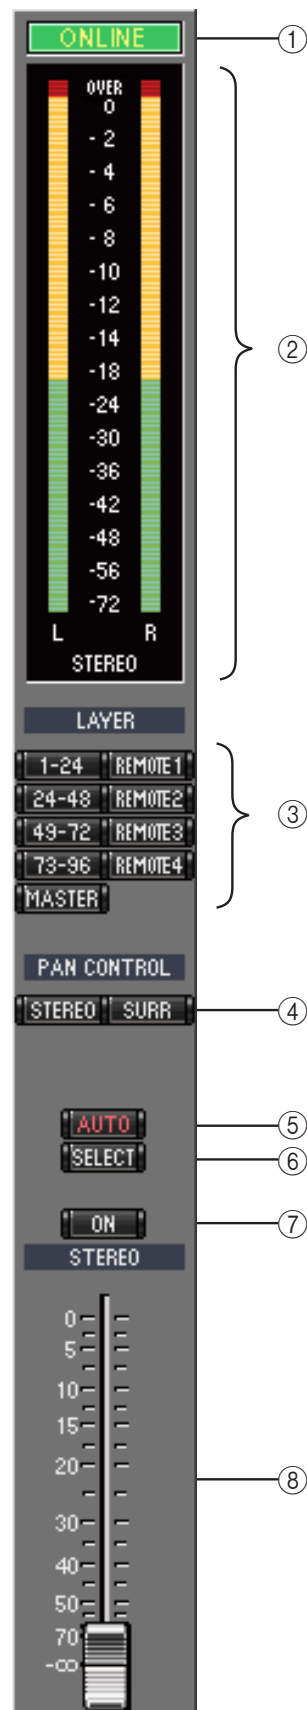 ONLINE ①
OVER
0
- 2
- 4
- 6
- 8
-10
-12
-14 ②
-18
-24
-30
-36
-42
-48
-56
-72
L R
STEREO
LAYER
1-24 REMOTE1
24-48 REMOTE2
49-72 REMOTE3 ③
73-96 REMOTE4
MASTER
PAN CONTROL
STEREO SURR ④
AUTO ⑤
SELECT ⑥
ON ⑦
STEREO
0
5
10
15
20 ⑧
30
40
50
70
-∞